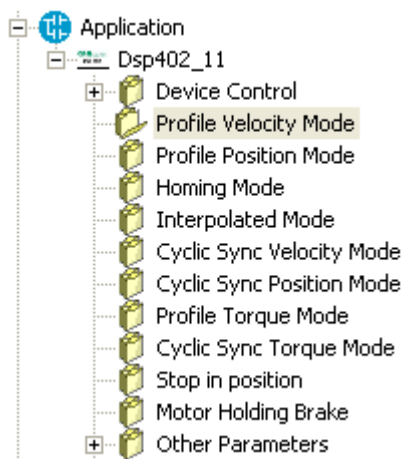 Application
Dsp402_11
Device Control
Profile Velocity Mode
Profile Position Mode
Homing Mode
Interpolated Mode
Cyclic Sync Velocity Mode
Cyclic Sync Position Mode
Profile Torque Mode
Cyclic Sync Torque Mode
Stop in position
Motor Holding Brake
Other Parameters